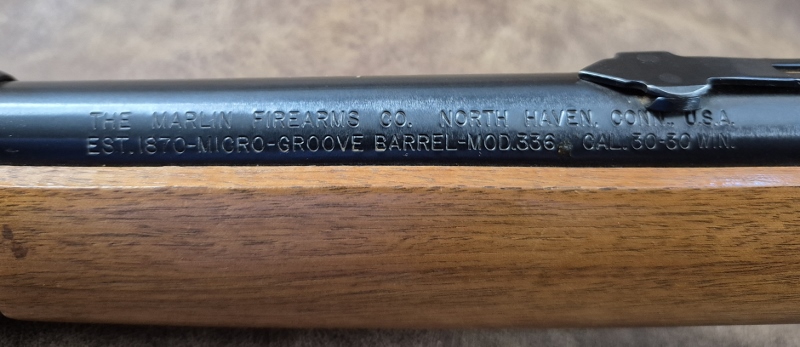 THE MARLIN FIREARMS CO. NORTH HAVEN, CONN. U.S.A.
EST.1870-MICRO-GROOVE BARREL-MOD.336 CAL.30-30 WIN.